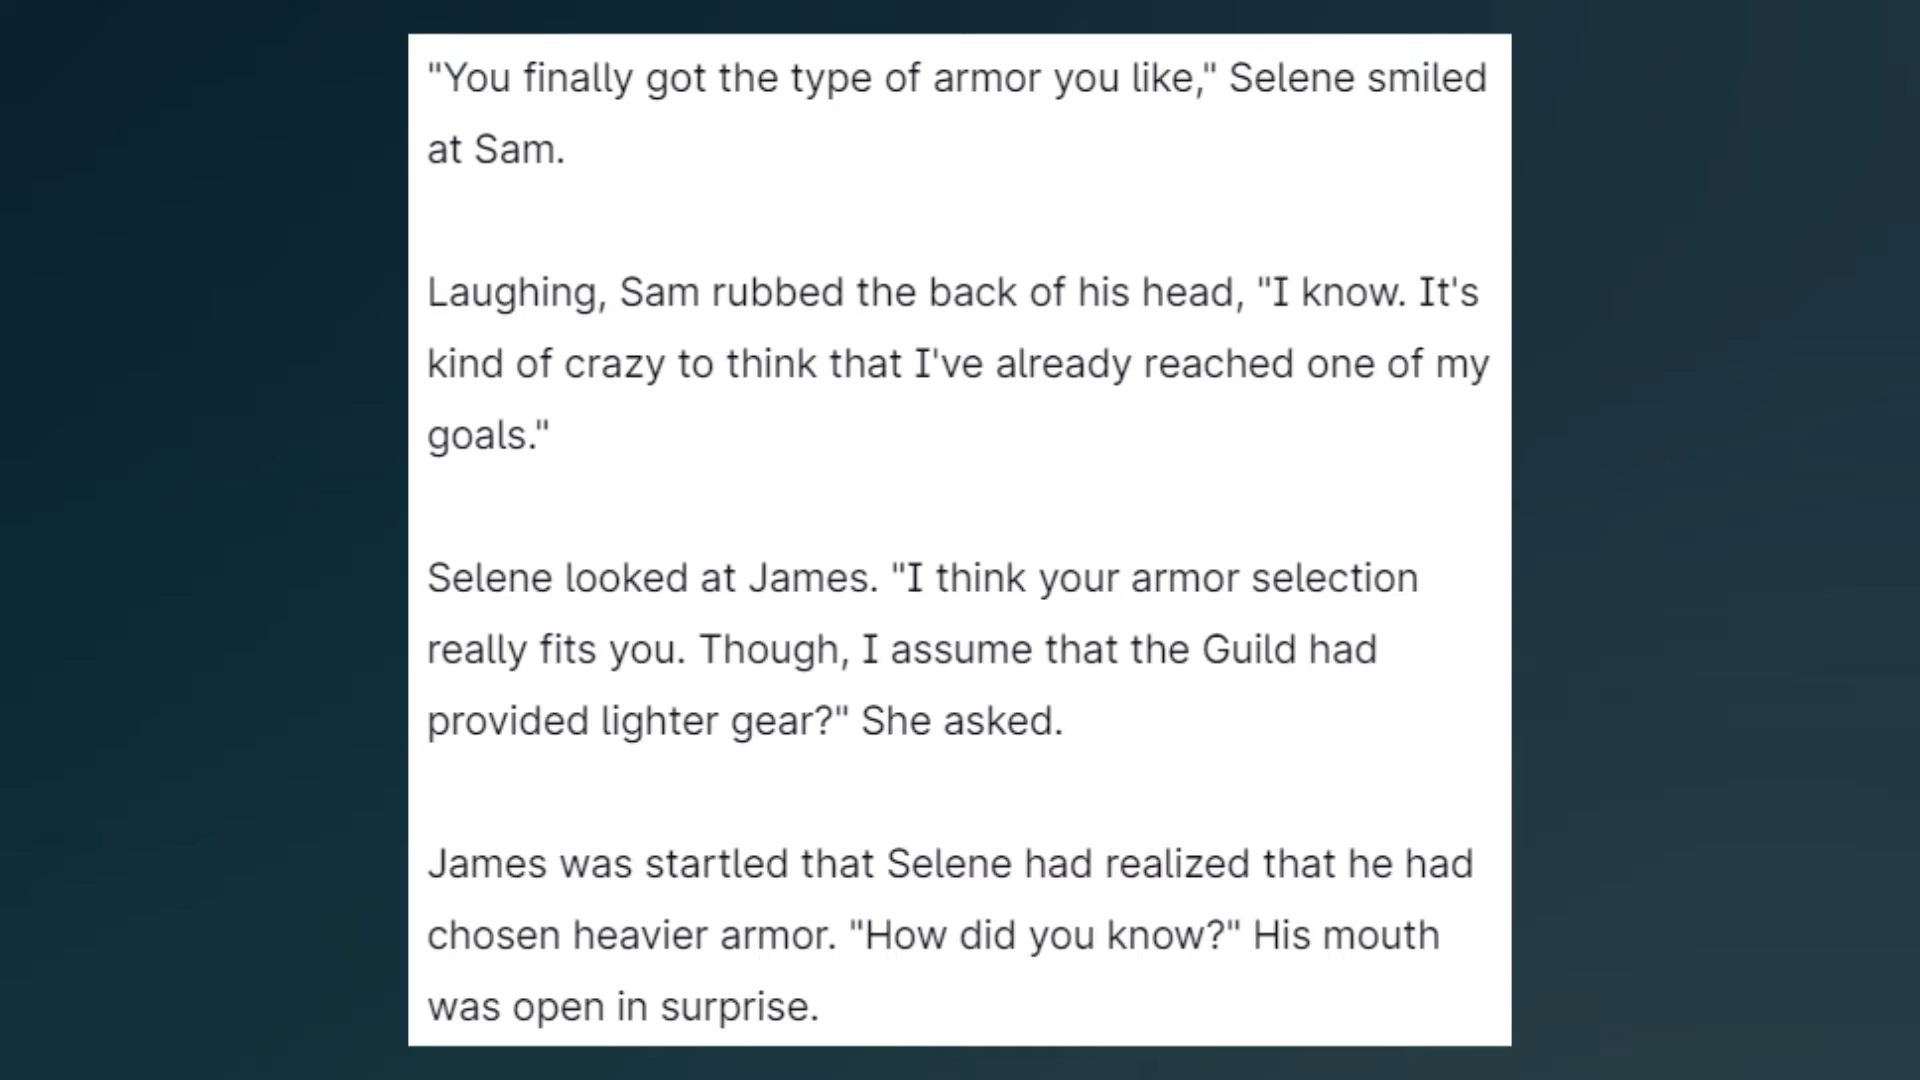 "You finally got the type of armor you like," Selene smiled
at Sam.
Laughing, Sam rubbed the back of his head, "I know. It's
kind of crazy to think that I've already reached one of my
goals."
Selene looked at James. "I think your armor selection
really fits you. Though, I assume that the Guild had
provided lighter gear?" She asked.
James was startled that Selene had realized that he had
chosen heavier armor. "How did you know?" His mouth
was open in surprise.